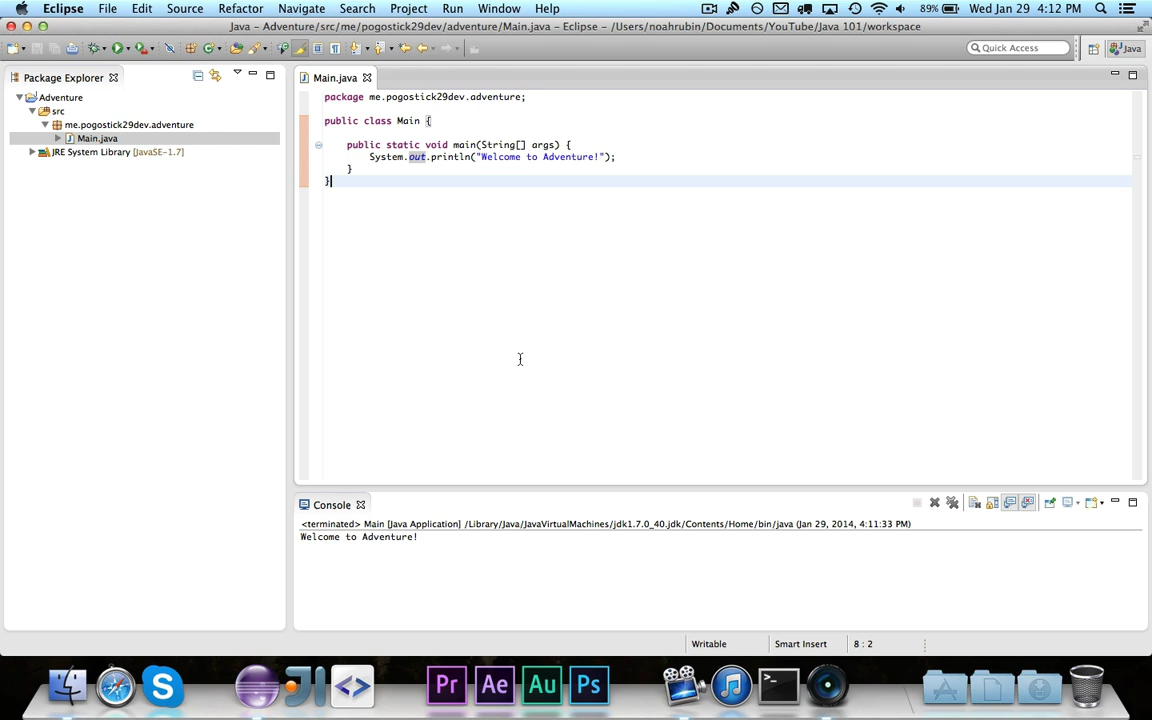 Eclipse File Edit Source Refactor Navigate Search Project Run Window Help 89% Wed Jan 29 4:12 PM
Java – Adventure/src/me/pogostick29dev/adventure/Main.java – Eclipse – /Users/noahrubin/Documents/YouTube/Java 101/workspace
Quick Access Java
Package Explorer
Adventure
src
me.pogostick29dev.adventure
Main.java
JRE System Library [JavaSE-1.7]
Main.java
package me.pogostick29dev.adventure;
public class Main {
public static void main(String[] args) {
System.out.println("Welcome to Adventure!");
}
}
Console
<terminated> Main [Java Application] /Library/Java/JavaVirtualMachines/jdk1.7.0_40.jdk/Contents/Home/bin/java (Jan 29, 2014, 4:11:33 PM)
Welcome to Adventure!
Writable Smart Insert 8 : 2
Pr Ae Au Ps